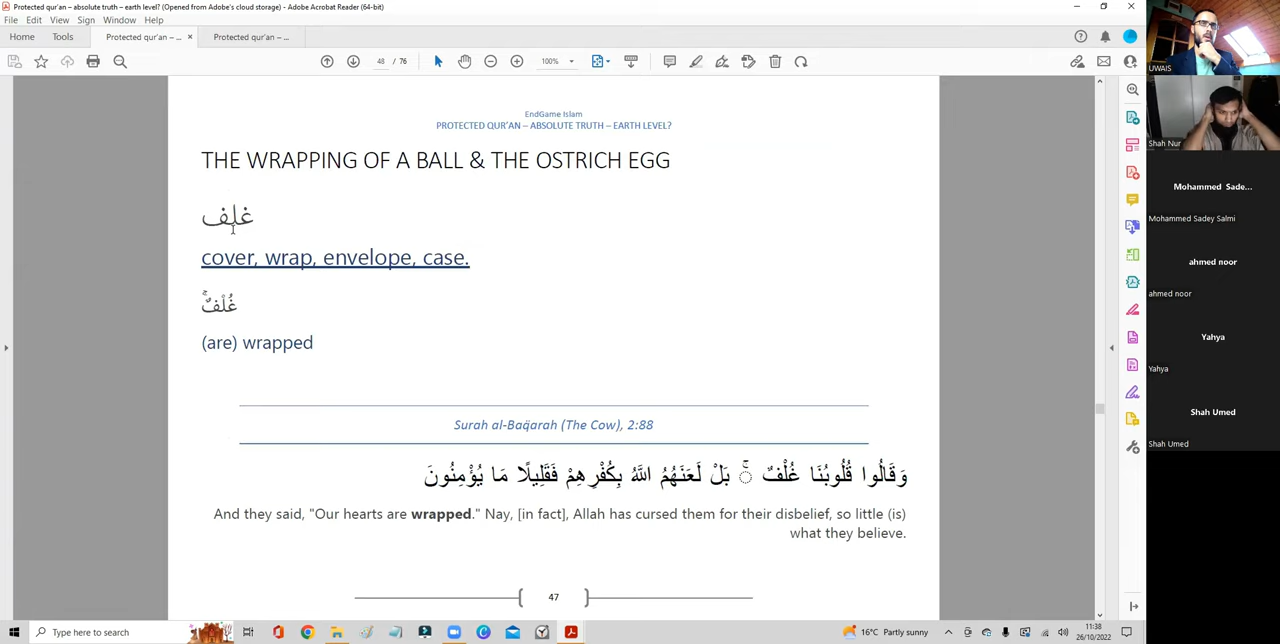 Protected qur'an – absolute truth – earth level? (Opened from Adobe's cloud storage) - Adobe Acrobat Reader (64-bit)
File Edit View Sign Window Help
Home Tools Protected qur'an – ... × Protected qur'an – ...
48 / 76 100%
EndGame Islam
PROTECTED QUR'AN – ABSOLUTE TRUTH – EARTH LEVEL?
THE WRAPPING OF A BALL & THE OSTRICH EGG
غلف
cover, wrap, envelope, case.
غُلْفٌ ۚ
(are) wrapped
Surah al-Baqarah (The Cow), 2:88
وَقَالُوا قُلُوبُنَا غُلْفٌ ۚ بَلْ لَعَنَهُمُ اللَّهُ بِكُفْرِهِمْ فَقَلِيلًا مَا يُؤْمِنُونَ
And they said, "Our hearts are wrapped." Nay, [in fact], Allah has cursed them for their disbelief, so little (is)
what they believe.
47
UWAIS
Shah Nur
Mohammed Sade...
Mohammed Sadey Salmi
ahmed noor
ahmed noor
Yahya
Yahya
Shah Umed
Shah Umed
Type here to search
16°C Partly sunny
11:38
26/10/2022